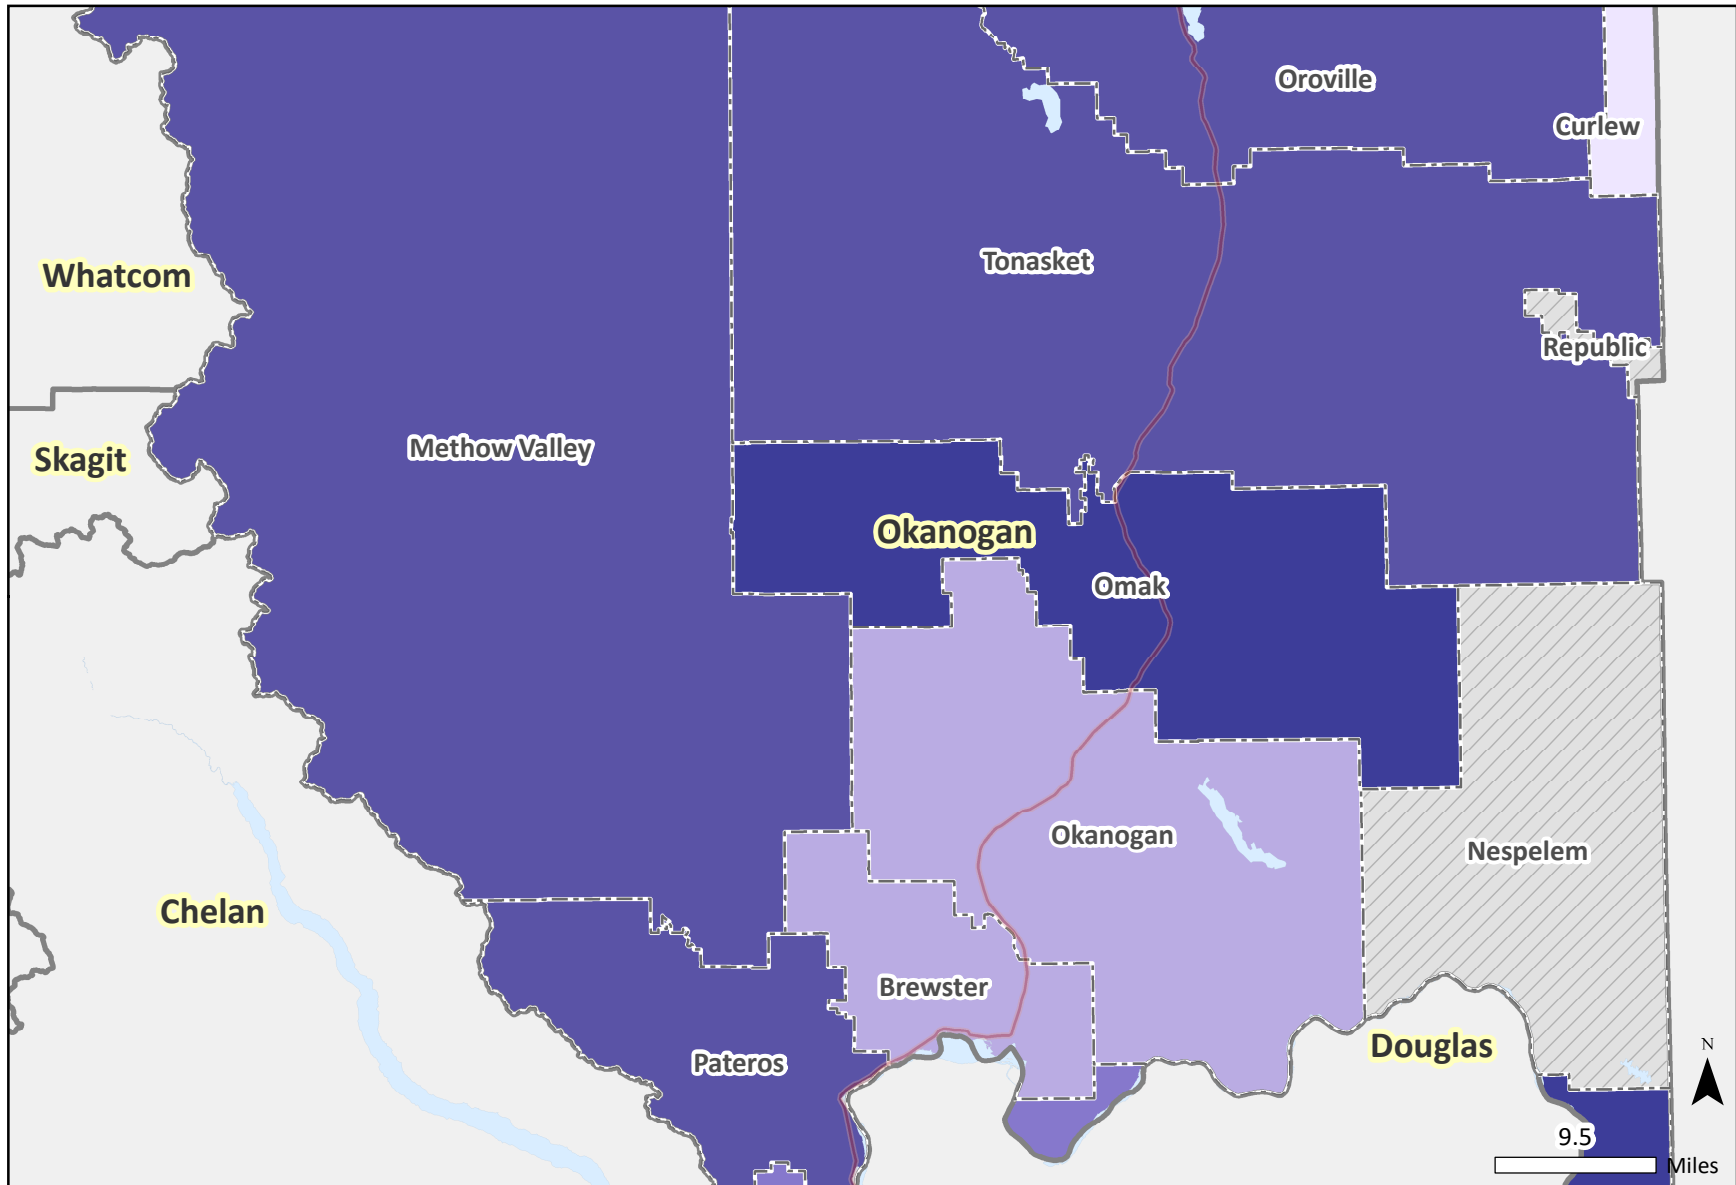 Oroville
Curlew
Tonasket
Whatcom
Republic
Methow Valley
Skagit
Okanogan
Omak
Okanogan
Nespelem
Chelan
Brewster
Douglas
Pateros
N
9.5
Miles